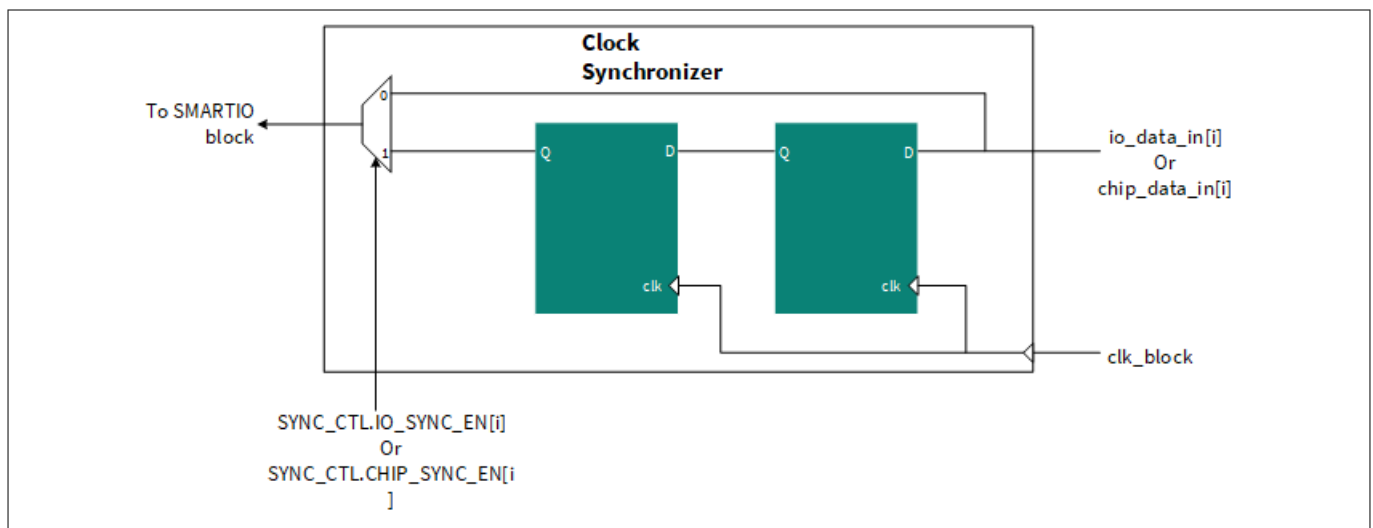 Clock
Synchronizer
To SMARTIO
block
0
1
Q
D
Q
D
clk
clk
io_data_in[i]
Or
chip_data_in[i]
clk_block
SYNC_CTL.IO_SYNC_EN[i]
Or
SYNC_CTL.CHIP_SYNC_EN[i
]